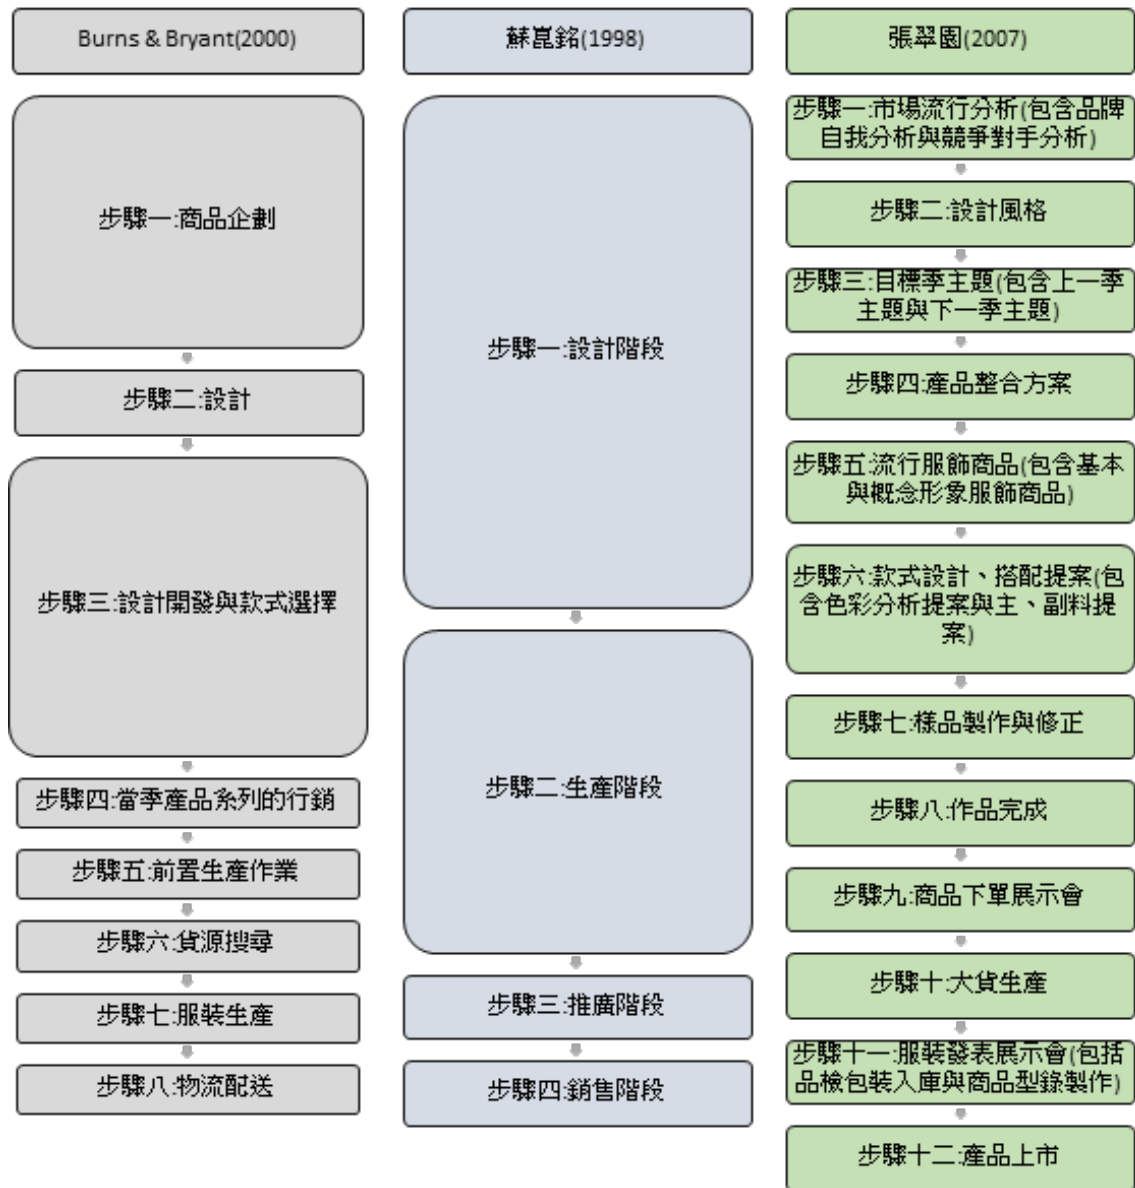 Burns & Bryant(2000)
步驟一:商品企劃
步驟二:設計
步驟三:設計開發與款式選擇
步驟四:當季產品系列的行銷
步驟五:前置生產作業
步驟六:貨源搜尋
步驟七:服裝生產
步驟八:物流配送
蘇崑銘(1998)
步驟一:設計階段
步驟二:生產階段
步驟三:推廣階段
步驟四:銷售階段
張翠園(2007)
步驟一:市場流行分析(包含品牌
自我分析與競爭對手分析)
步驟二:設計風格
步驟三:目標季主題(包含上一季
主題與下一季主題)
步驟四:產品整合方案
步驟五:流行服飾商品(包含基本
與概念形象服飾商品)
步驟六:款式設計、搭配提案(包
含色彩分析提案與主、副料提
案)
步驟七:樣品製作與修正
步驟八:作品完成
步驟九:商品下單展示會
步驟十:大貨生產
步驟十一:服裝發表展示會(包括
品檢包裝入庫與商品型錄製作)
步驟十二:產品上市